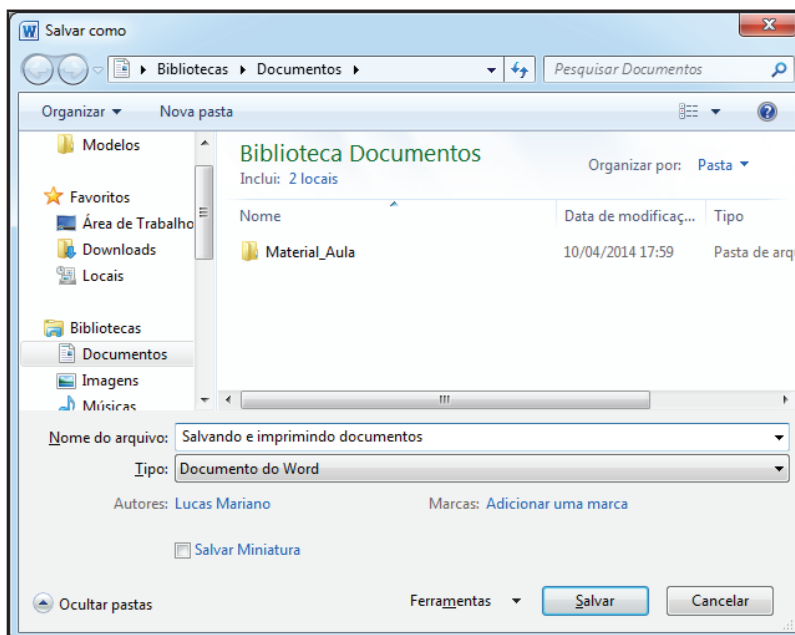 Salvar como
Bibliotecas Documentos
Pesquisar Documentos
Organizar Nova pasta
Modelos
Favoritos
Área de Trabalho
Downloads
Locais
Bibliotecas
Documentos
Imagens
Músicas
Biblioteca Documentos
Inclui: 2 locais
Organizar por: Pasta
Nome Data de modificaç... Tipo
Material_Aula 10/04/2014 17:59 Pasta de arq
Nome do arquivo: Salvando e imprimindo documentos
Tipo: Documento do Word
Autores: Lucas Mariano Marcas: Adicionar uma marca
Salvar Miniatura
Ocultar pastas Ferramentas Salvar Cancelar